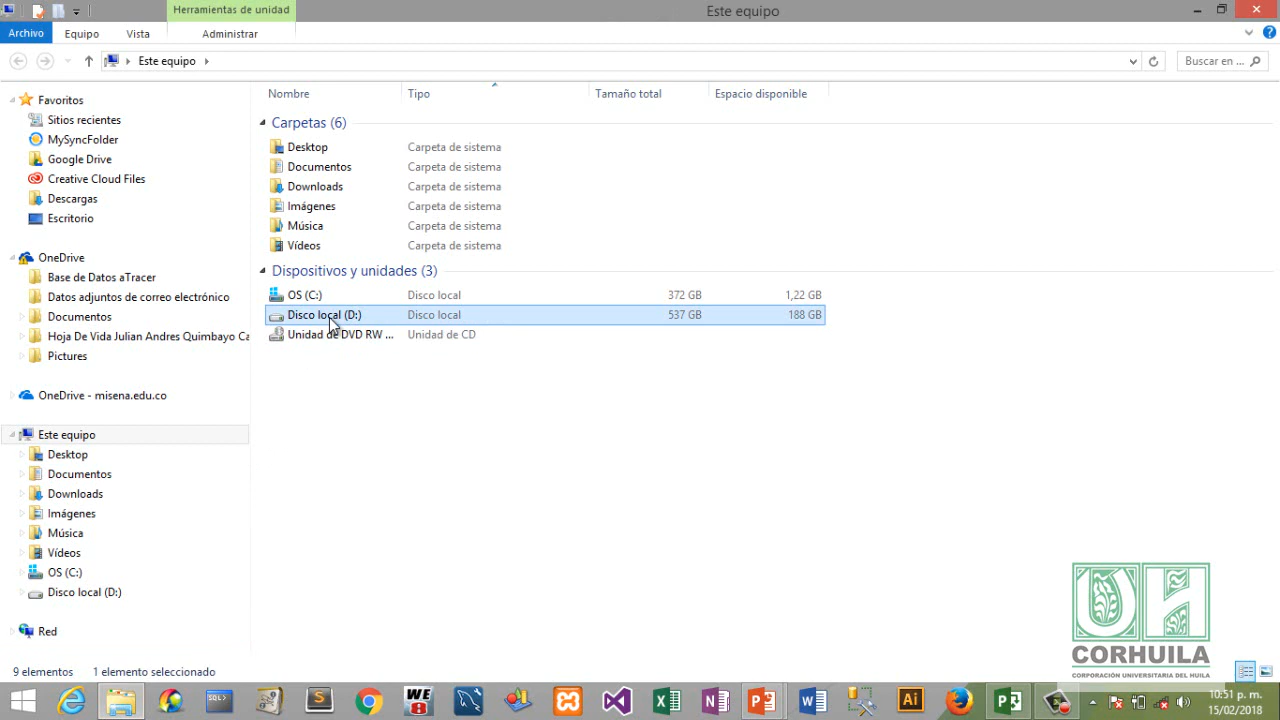 Herramientas de unidad
Este equipo
Archivo
Equipo
Vista
Administrar
Este equipo
Buscar en ...
Nombre
Tipo
Tamaño total
Espacio disponible
Favoritos
Sitios recientes
MySyncFolder
Google Drive
Creative Cloud Files
Descargas
Escritorio
OneDrive
Base de Datos aTracer
Datos adjuntos de correo electrónico
Documentos
Hoja De Vida Julian Andres Quimbayo Ca
Pictures
OneDrive - misena.edu.co
Este equipo
Desktop
Documentos
Downloads
Imágenes
Música
Vídeos
OS (C:)
Disco local (D:)
Red
Carpetas (6)
Desktop Carpeta de sistema
Documentos Carpeta de sistema
Downloads Carpeta de sistema
Imágenes Carpeta de sistema
Música Carpeta de sistema
Vídeos Carpeta de sistema
Dispositivos y unidades (3)
OS (C:) Disco local 372 GB 1,22 GB
Disco local (D:) Disco local 537 GB 188 GB
Unidad de DVD RW ... Unidad de CD
9 elementos 1 elemento seleccionado
UH
CORHUILA
CORPORACIÓN UNIVERSITARIA DEL HUILA
SQL
S
WE
8
X
N
P
W
Ai
P
10:51 p. m.
15/02/2018